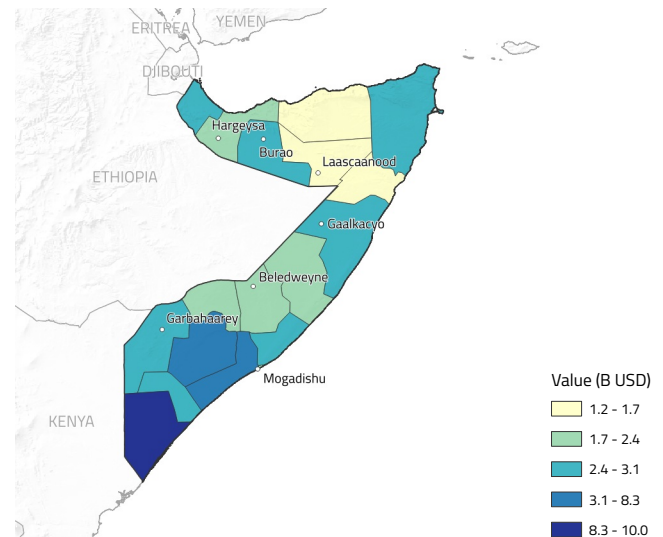 YEMEN
ERITREA
DJIBOUTI
Hargeysa
Burao
Laascaanood
ETHIOPIA
Gaalkacyo
Beledweyne
Garbahaarey
Mogadishu
KENYA
Value (B USD)
1.2 - 1.7
1.7 - 2.4
2.4 - 3.1
3.1 - 8.3
8.3 - 10.0